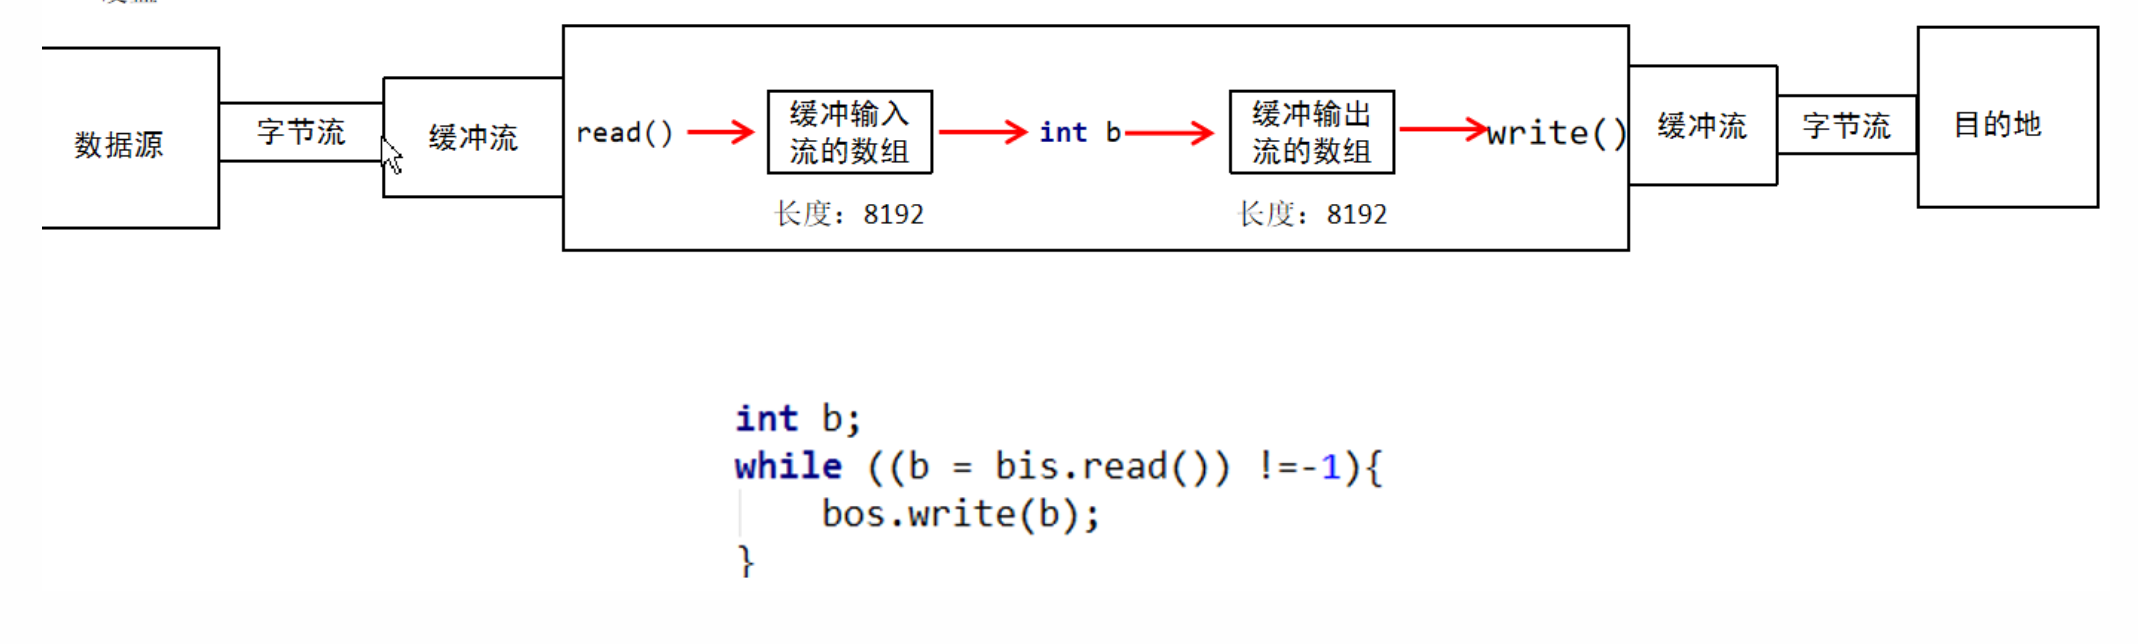 数据源
字节流
缓冲流
read()
缓冲输入
流的数组
长度：8192
int b
缓冲输出
流的数组
长度：8192
write()
缓冲流
字节流
目的地
int b;
while ((b = bis.read()) !=-1){
    bos.write(b);
}